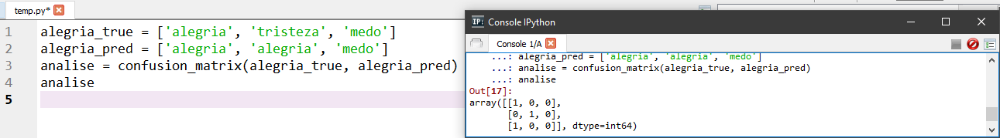 temp.py*
1 alegria_true = ['alegria', 'tristeza', 'medo']
2 alegria_pred = ['alegria', 'alegria', 'medo']
3 analise = confusion_matrix(alegria_true, alegria_pred)
4 analise
5
IP: Console IPython
Console 1/A
...: alegria_pred = ['alegria', 'alegria', 'medo']
...: analise = confusion_matrix(alegria_true, alegria_pred)
...: analise
Out[17]:
array([[1, 0, 0],
[0, 1, 0],
[1, 0, 0]], dtype=int64)